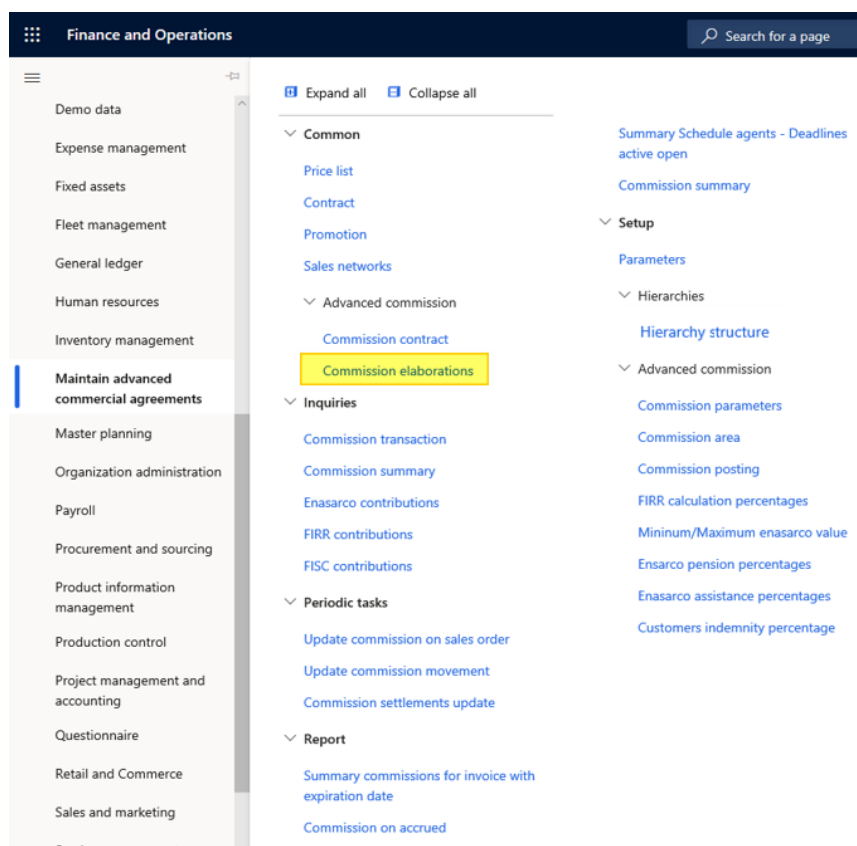 Finance and Operations
Search for a page
Demo data
Expense management
Fixed assets
Fleet management
General ledger
Human resources
Inventory management
Maintain advanced
commercial agreements
Master planning
Organization administration
Payroll
Procurement and sourcing
Product information
management
Production control
Project management and
accounting
Questionnaire
Retail and Commerce
Sales and marketing
Expand all
Collapse all
Common
Price list
Contract
Promotion
Sales networks
Advanced commission
Commission contract
Commission elaborations
Inquiries
Commission transaction
Commission summary
Enasarco contributions
FIRR contributions
FISC contributions
Periodic tasks
Update commission on sales order
Update commission movement
Commission settlements update
Report
Summary commissions for invoice with
expiration date
Commission on accrued
Summary Schedule agents - Deadlines
active open
Commission summary
Setup
Parameters
Hierarchies
Hierarchy structure
Advanced commission
Commission parameters
Commission area
Commission posting
FIRR calculation percentages
Mininum/Maximum enasarco value
Ensarco pension percentages
Enasarco assistance percentages
Customers indemnity percentage